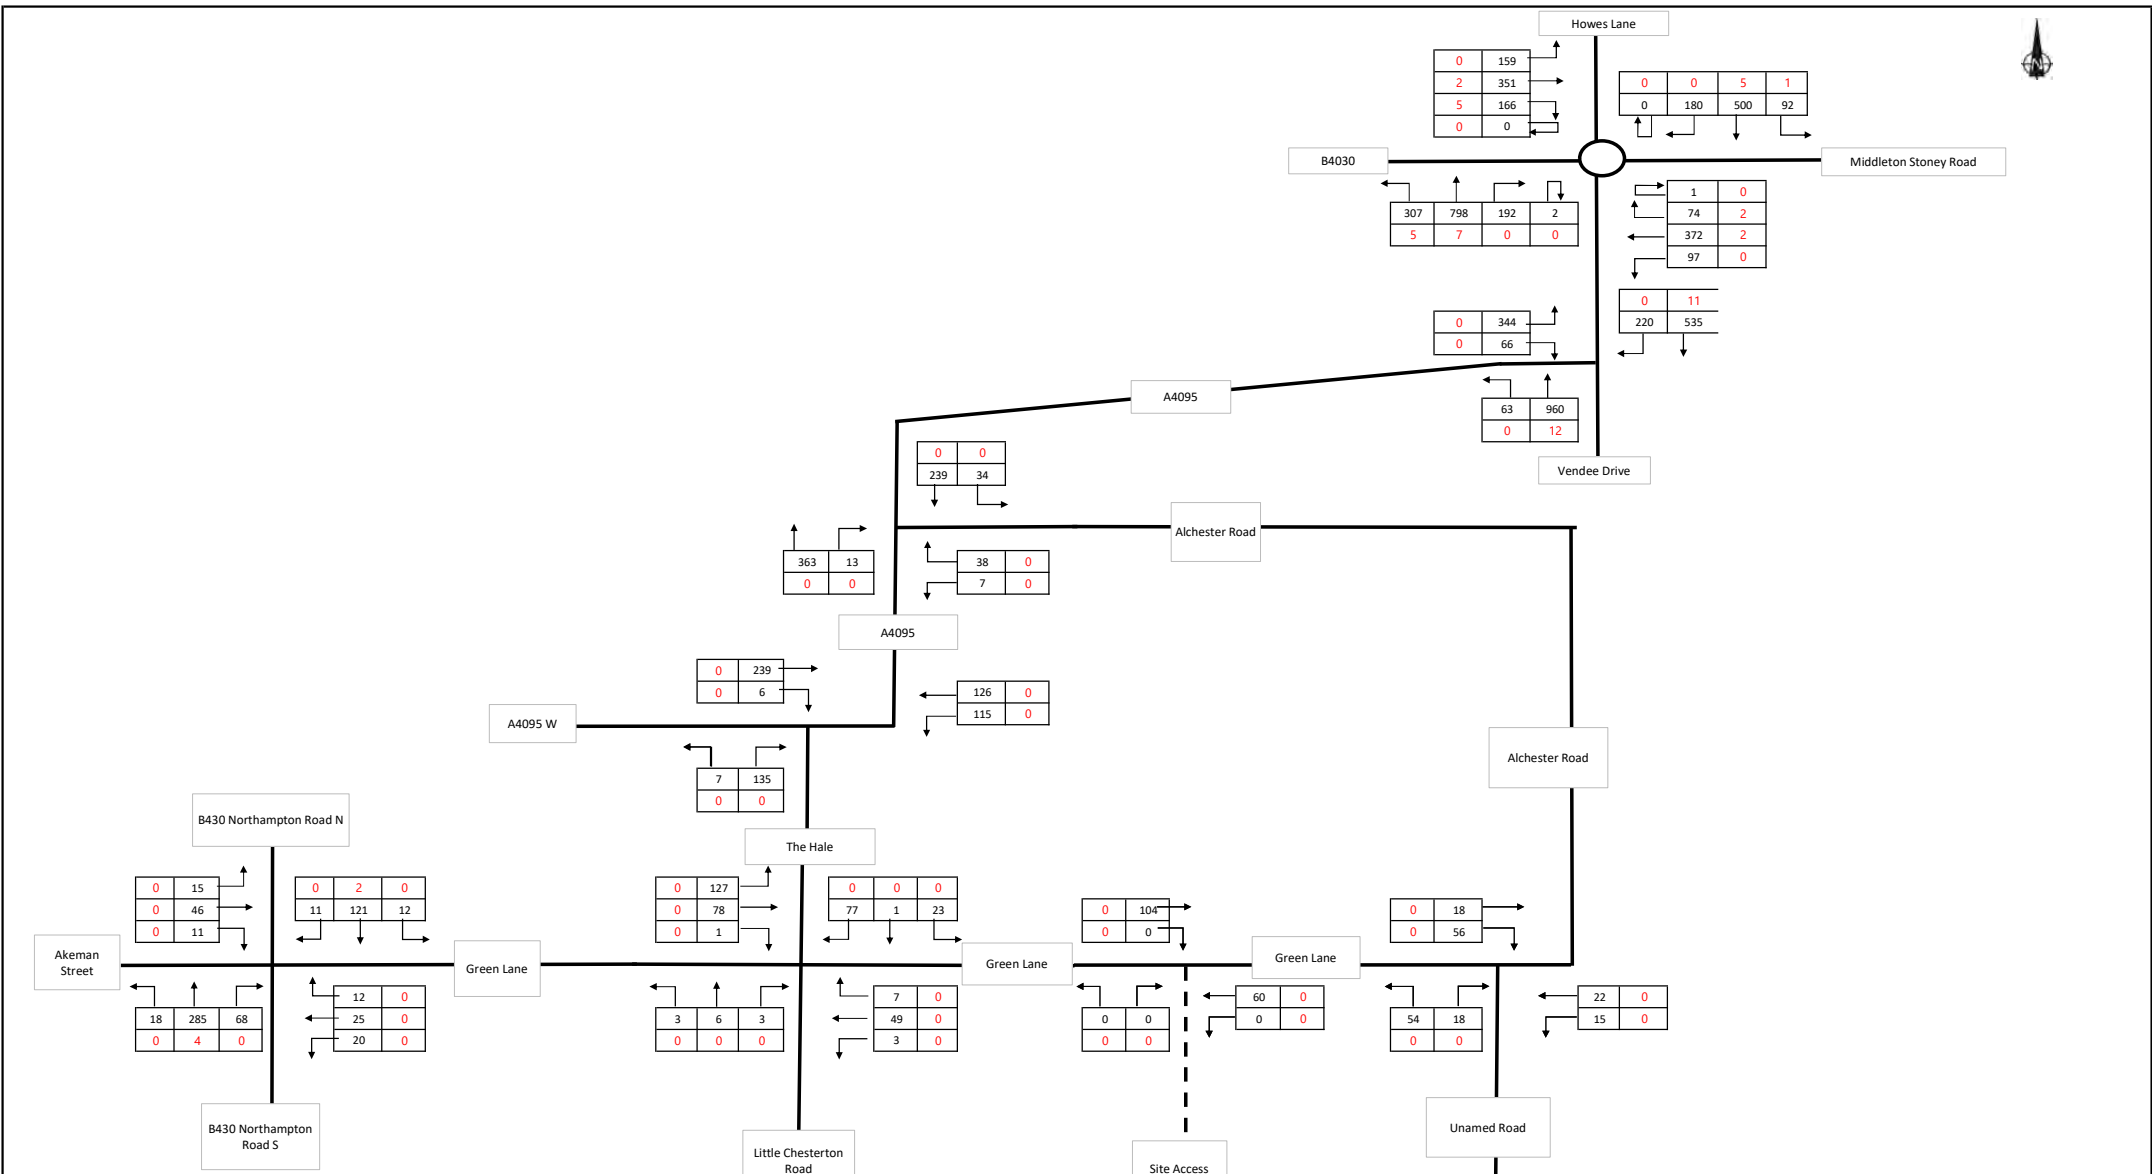 Howes Lane
0 159
2 351
5 166
0 0
0 0 5 1
0 180 500 92
B4030
Middleton Stoney Road
307 798 192 2
5 7 0 0
1 0
74 2
372 2
97 0
0 11
220 535
0 344
0 66
A4095
63 960
0 12
Vendee Drive
0 0
239 34
Alchester Road
363 13
0 0
38 0
7 0
A4095
0 239
0 6
126 0
115 0
A4095 W
Alchester Road
7 135
0 0
B430 Northampton Road N
The Hale
0 15
0 46
0 11
0 2 0
11 121 12
0 127
0 78
0 1
0 0 0
77 1 23
0 104
0 0
0 18
0 56
Akeman
Street
Green Lane
Green Lane
Green Lane
18 285 68
0 4 0
12 0
25 0
20 0
3 6 3
0 0 0
7 0
49 0
3 0
0 0
0 0
60 0
0 0
54 18
0 0
22 0
15 0
B430 Northampton
Road S
Little Chesterton
Road
Site Access
Unamed Road